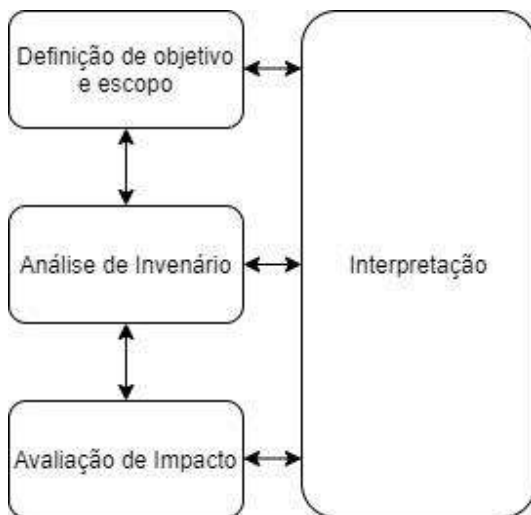 Definição de objetivo
e escopo
Análise de Invenário
Interpretação
Avaliação de Impacto